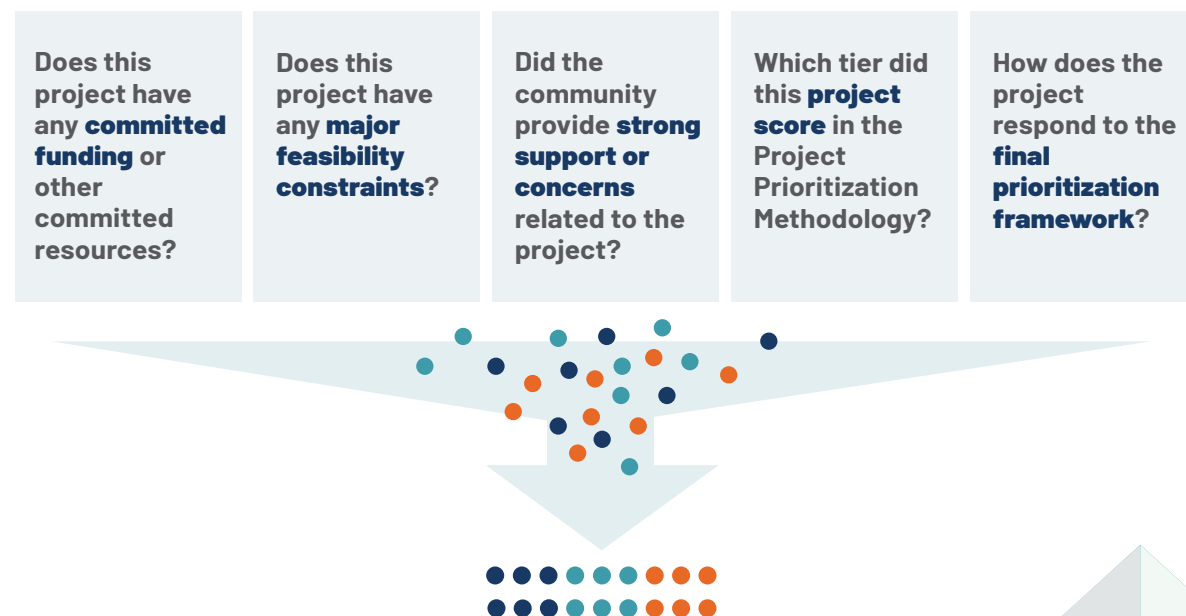 Does this
project have
any committed
funding or
other
committed
resources?
Does this
project have
any major
feasibility
constraints?
Did the
community
provide strong
support or
concerns
related to the
project?
Which tier did
this project
score in the
Project
Prioritization
Methodology?
How does the
project
respond to the
final
prioritization
framework?